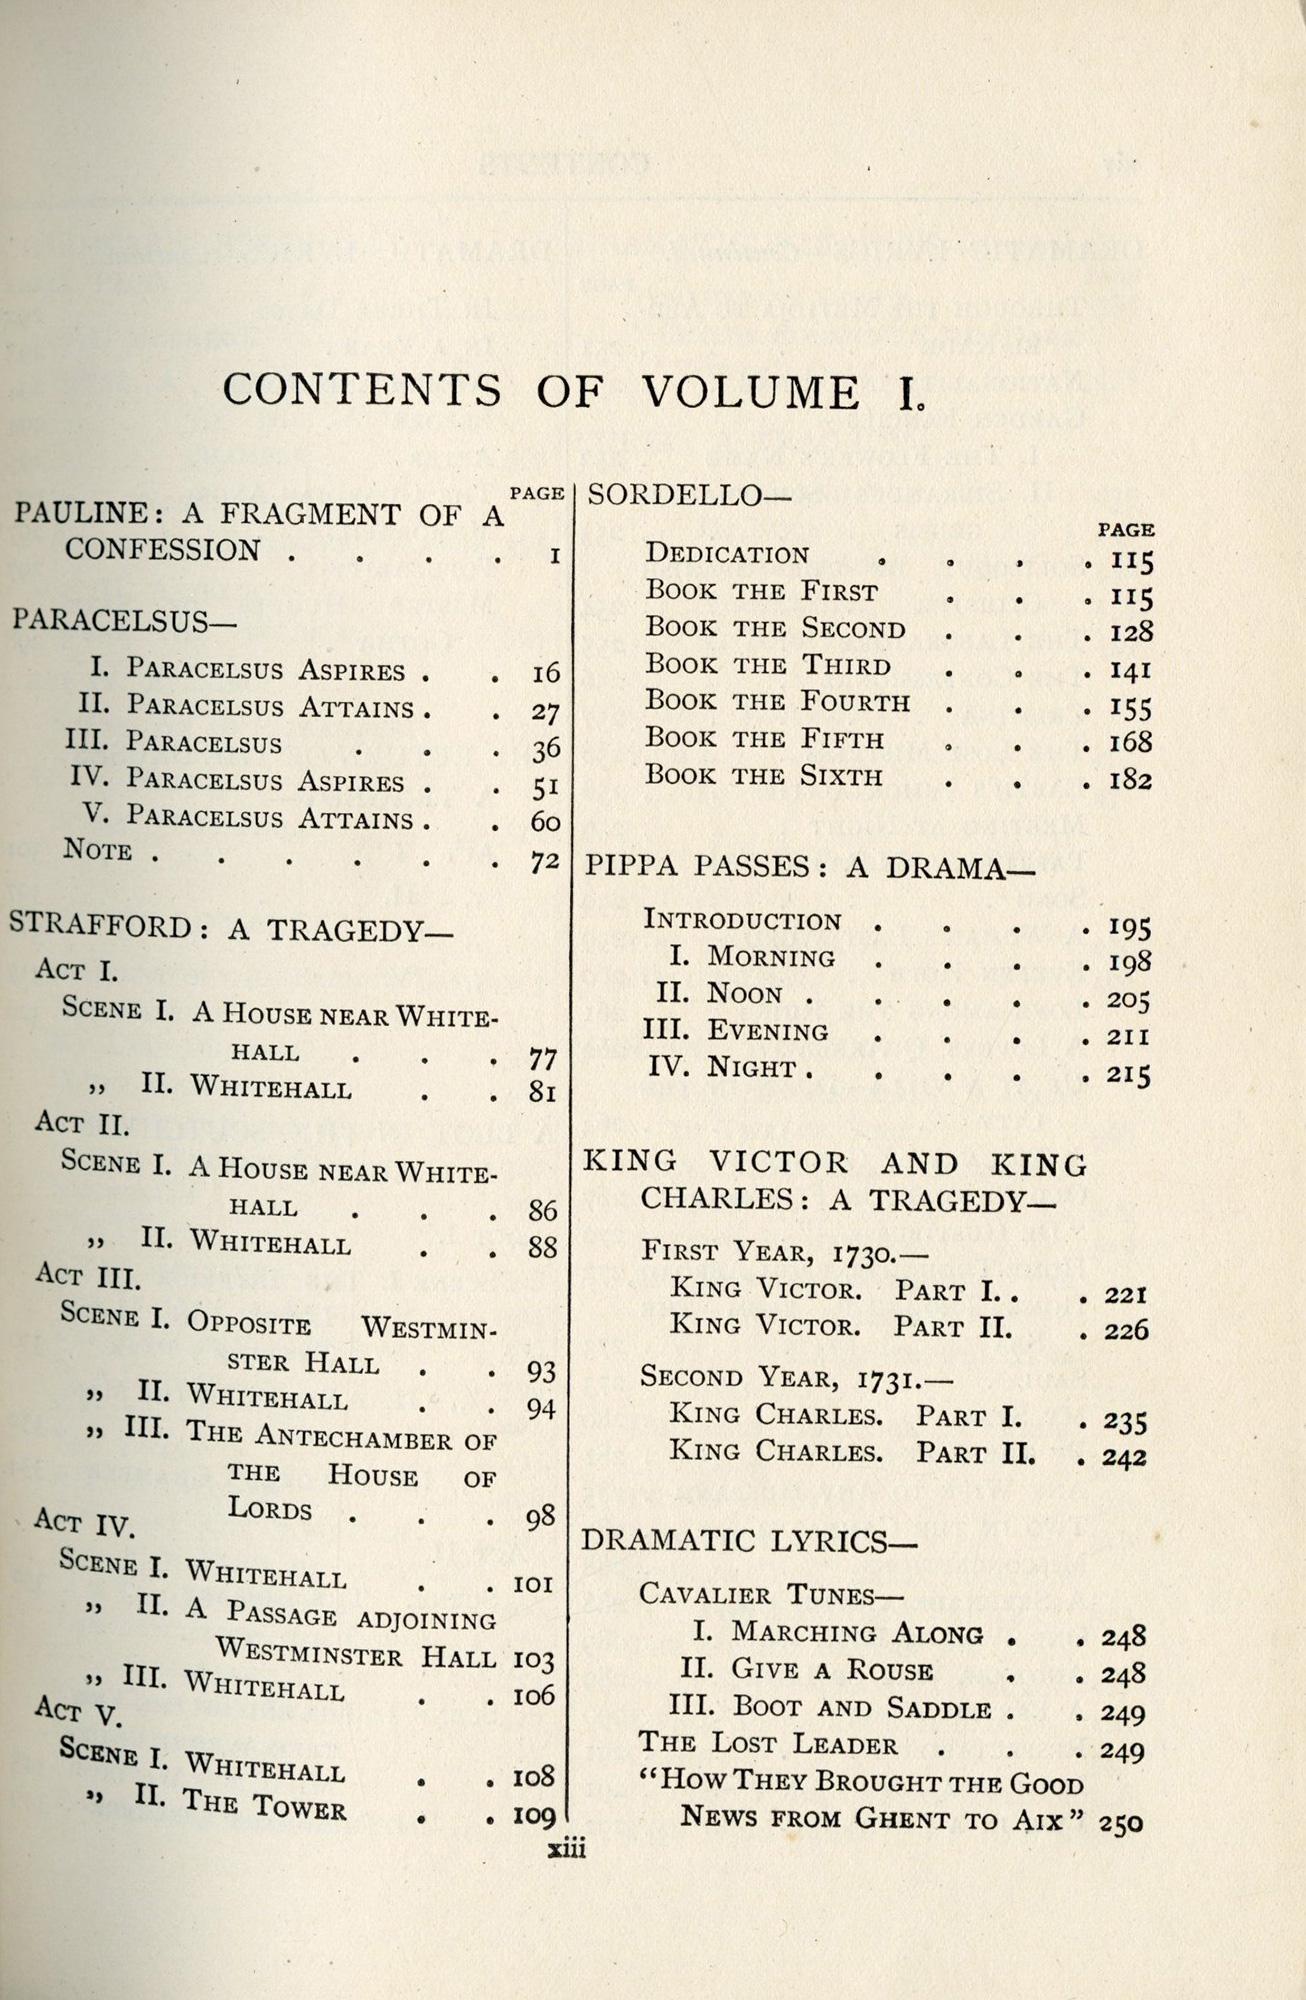 CONTENTS OF VOLUME I.
PAGE
PAULINE: A FRAGMENT OF A
CONFESSION . . . . 1
PARACELSUS—
I. PARACELSUS ASPIRES . . 16
II. PARACELSUS ATTAINS . . 27
III. PARACELSUS . . . 36
IV. PARACELSUS ASPIRES . . 51
V. PARACELSUS ATTAINS . . 60
NOTE . . . . . . 72
STRAFFORD: A TRAGEDY—
ACT I.
SCENE I. A HOUSE NEAR WHITE-
HALL . . . 77
„ II. WHITEHALL . . 81
ACT II.
SCENE I. A HOUSE NEAR WHITE-
HALL . . . 86
„ II. WHITEHALL . . 88
ACT III.
SCENE I. OPPOSITE WESTMIN-
STER HALL . . 93
„ II. WHITEHALL . . 94
„ III. THE ANTECHAMBER OF
THE HOUSE OF
LORDS . . . 98
ACT IV.
SCENE I. WHITEHALL . . 101
„ II. A PASSAGE ADJOINING
WESTMINSTER HALL 103
„ III. WHITEHALL . . 106
ACT V.
SCENE I. WHITEHALL . . 108
„ II. THE TOWER . . 109
SORDELLO—
PAGE
DEDICATION . . . . 115
BOOK THE FIRST . . . 115
BOOK THE SECOND . . . 128
BOOK THE THIRD . . . 141
BOOK THE FOURTH . . . 155
BOOK THE FIFTH . . . 168
BOOK THE SIXTH . . . 182
PIPPA PASSES: A DRAMA—
INTRODUCTION . . . . 195
I. MORNING . . . . 198
II. NOON . . . . . 205
III. EVENING . . . . 211
IV. NIGHT . . . . . 215
KING VICTOR AND KING
CHARLES: A TRAGEDY—
FIRST YEAR, 1730.—
KING VICTOR. PART I. . . 221
KING VICTOR. PART II. . 226
SECOND YEAR, 1731.—
KING CHARLES. PART I. . 235
KING CHARLES. PART II. . 242
DRAMATIC LYRICS—
CAVALIER TUNES—
I. MARCHING ALONG . . 248
II. GIVE A ROUSE . . 248
III. BOOT AND SADDLE . . 249
THE LOST LEADER . . . 249
“HOW THEY BROUGHT THE GOOD
NEWS FROM GHENT TO AIX” 250
xiii